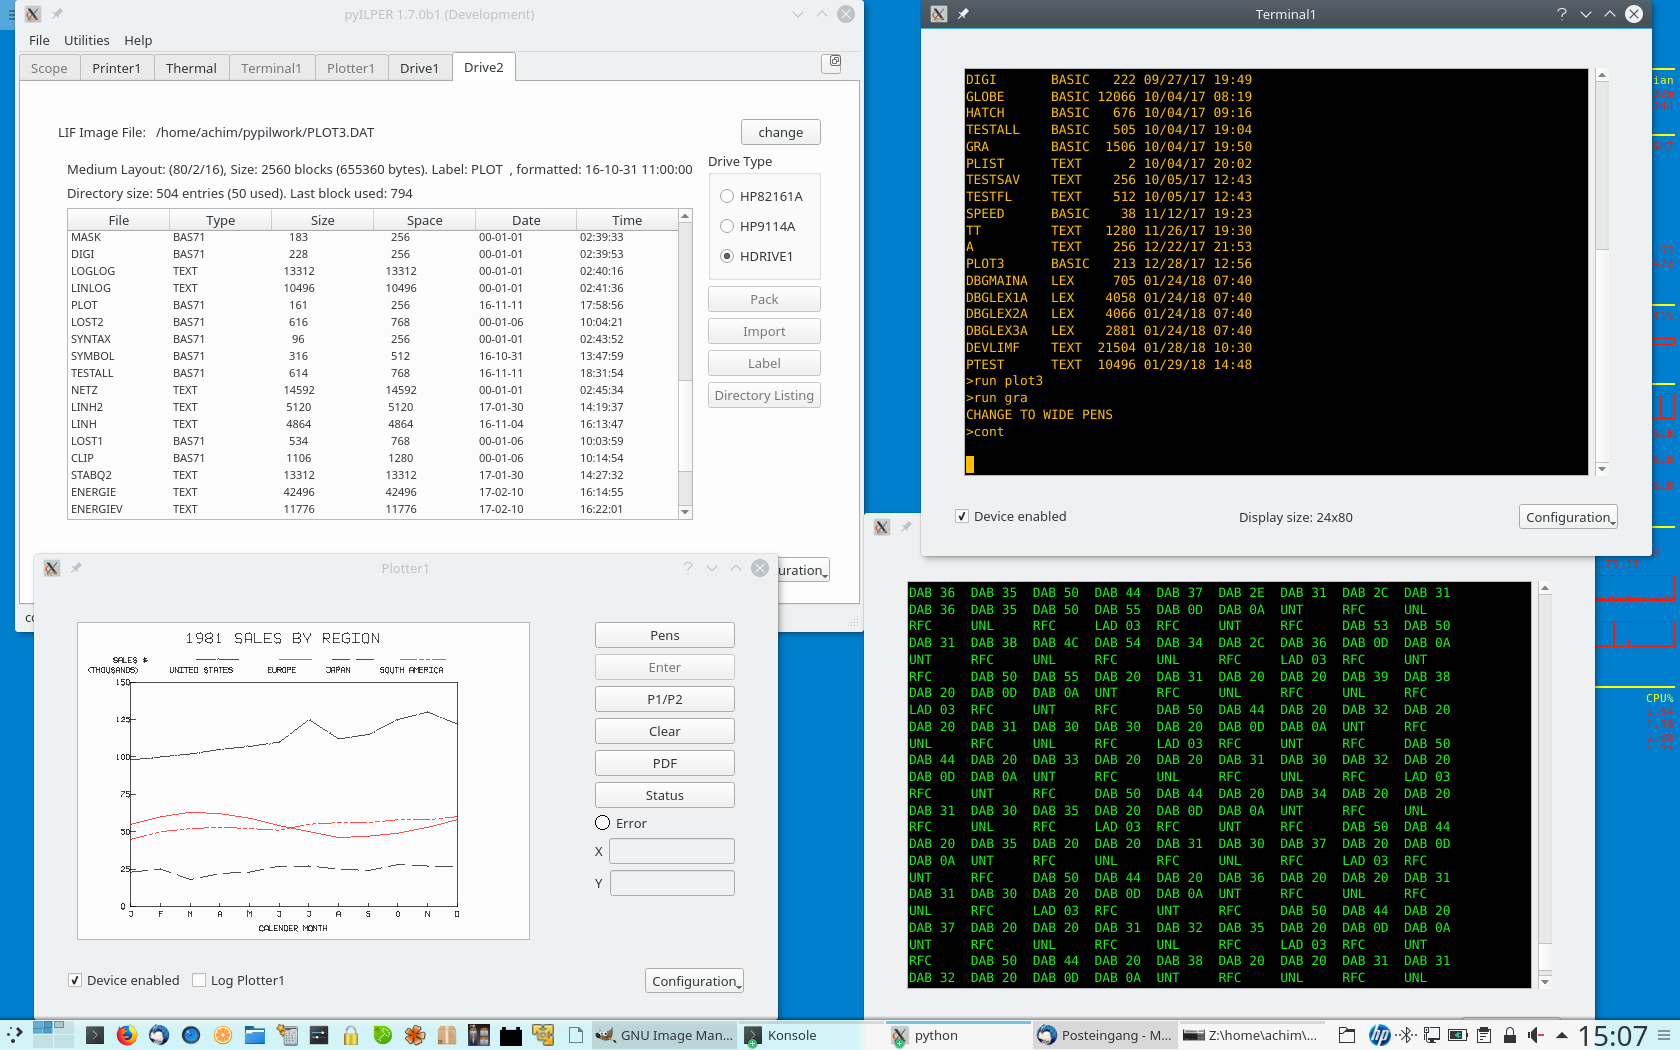 pyILPER 1.7.0b1 (Development)
File Utilities Help
Scope Printer1 Thermal Terminal1 Plotter1 Drive1 Drive2
LIF Image File: /home/achim/pypilwork/PLOT3.DAT
change
Medium Layout: (80/2/16), Size: 2560 blocks (655360 bytes). Label: PLOT , formatted: 16-10-31 11:00:00
Directory size: 504 entries (50 used). Last block used: 794
File Type Size Space Date Time
MASK BAS71 183 256 00-01-01 02:39:33
DIGI BAS71 228 256 00-01-01 02:39:53
LOGLOG TEXT 13312 13312 00-01-01 02:40:16
LINLOG TEXT 10496 10496 00-01-01 02:41:36
PLOT BAS71 161 256 16-11-11 17:58:56
LOST2 BAS71 616 768 00-01-06 10:04:21
SYNTAX BAS71 96 256 00-01-01 02:43:52
SYMBOL BAS71 316 512 16-10-31 13:47:59
TESTALL BAS71 614 768 16-11-11 18:31:54
NETZ TEXT 14592 14592 00-01-01 02:45:34
LINH2 TEXT 5120 5120 17-01-30 14:19:37
LINH TEXT 4864 4864 16-11-04 16:13:47
LOST1 BAS71 534 768 00-01-06 10:03:59
CLIP BAS71 1106 1280 00-01-06 10:14:54
STABQ2 TEXT 13312 13312 17-01-30 14:27:32
ENERGIE TEXT 42496 42496 17-02-10 16:14:55
ENERGIEV TEXT 11776 11776 17-02-10 16:22:01
Drive Type
HP82161A
HP9114A
HDRIVE1
Pack
Import
Label
Directory Listing
uration
Terminal1
DIGI BASIC 222 09/27/17 19:49
GLOBE BASIC 12066 10/04/17 08:19
HATCH BASIC 676 10/04/17 09:16
TESTALL BASIC 505 10/04/17 19:04
GRA BASIC 1506 10/04/17 19:50
PLIST TEXT 2 10/04/17 20:02
TESTSAV TEXT 256 10/05/17 12:43
TESTFL TEXT 512 10/05/17 12:43
SPEED BASIC 38 11/12/17 19:23
TT TEXT 1280 11/26/17 19:30
A TEXT 256 12/22/17 21:53
PLOT3 BASIC 213 12/28/17 12:56
DBGMAINA LEX 705 01/24/18 07:40
DBGLEX1A LEX 4058 01/24/18 07:40
DBGLEX2A LEX 4066 01/24/18 07:40
DBGLEX3A LEX 2881 01/24/18 07:40
DEVLIMF TEXT 21504 01/28/18 10:30
PTEST TEXT 10496 01/29/18 14:48
>run plot3
>run gra
CHANGE TO WIDE PENS
>cont
Device enabled
Display size: 24x80
Configuration
Plotter1
1981 SALES BY REGION
SALES $
(THOUSANDS) UNITED STATES EUROPE JAPAN SOUTH AMERICA
150
125
100
75
50
25
0
J F M A M J J A S O N D
CALENDER MONTH
Pens
Enter
P1/P2
Clear
PDF
Status
Error
X
Y
Device enabled Log Plotter1
Configuration
DAB 36 DAB 35 DAB 50 DAB 44 DAB 37 DAB 2E DAB 31 DAB 2C DAB 31
DAB 36 DAB 35 DAB 50 DAB 55 DAB 0D DAB 0A UNT RFC UNL
RFC UNL RFC LAD 03 RFC UNT RFC DAB 53 DAB 50
DAB 31 DAB 3B DAB 4C DAB 54 DAB 34 DAB 2C DAB 36 DAB 0D DAB 0A
UNT RFC UNL RFC UNL RFC LAD 03 RFC UNT
RFC DAB 50 DAB 55 DAB 20 DAB 31 DAB 20 DAB 20 DAB 39 DAB 38
DAB 20 DAB 0D DAB 0A UNT RFC UNL RFC UNL RFC
LAD 03 RFC UNT RFC DAB 50 DAB 44 DAB 20 DAB 32 DAB 20
DAB 20 DAB 31 DAB 30 DAB 30 DAB 20 DAB 0D DAB 0A UNT RFC
UNL RFC UNL RFC LAD 03 RFC UNT RFC DAB 50
DAB 44 DAB 20 DAB 33 DAB 20 DAB 20 DAB 31 DAB 30 DAB 32 DAB 20
DAB 0D DAB 0A UNT RFC UNL RFC UNL RFC LAD 03
RFC UNT RFC DAB 50 DAB 44 DAB 20 DAB 34 DAB 20 DAB 20
DAB 31 DAB 30 DAB 35 DAB 20 DAB 0D DAB 0A UNT RFC UNL
RFC UNL RFC LAD 03 RFC UNT RFC DAB 50 DAB 44
DAB 20 DAB 35 DAB 20 DAB 20 DAB 31 DAB 30 DAB 37 DAB 20 DAB 0D
DAB 0A UNT RFC UNL RFC UNL RFC LAD 03 RFC
UNT RFC DAB 50 DAB 44 DAB 20 DAB 36 DAB 20 DAB 20 DAB 31
DAB 31 DAB 30 DAB 20 DAB 0D DAB 0A UNT RFC UNL RFC
UNL RFC LAD 03 RFC UNT RFC DAB 50 DAB 44 DAB 20
DAB 37 DAB 20 DAB 20 DAB 31 DAB 32 DAB 35 DAB 20 DAB 0D DAB 0A
UNT RFC UNL RFC UNL RFC LAD 03 RFC UNT
RFC DAB 50 DAB 44 DAB 20 DAB 38 DAB 20 DAB 20 DAB 31 DAB 31
DAB 32 DAB 20 DAB 0D DAB 0A UNT RFC UNL RFC UNL
ian
CPU%
GNU Image Man... Konsole python Posteingang - M... Z:\home\achim/... hp 15:07